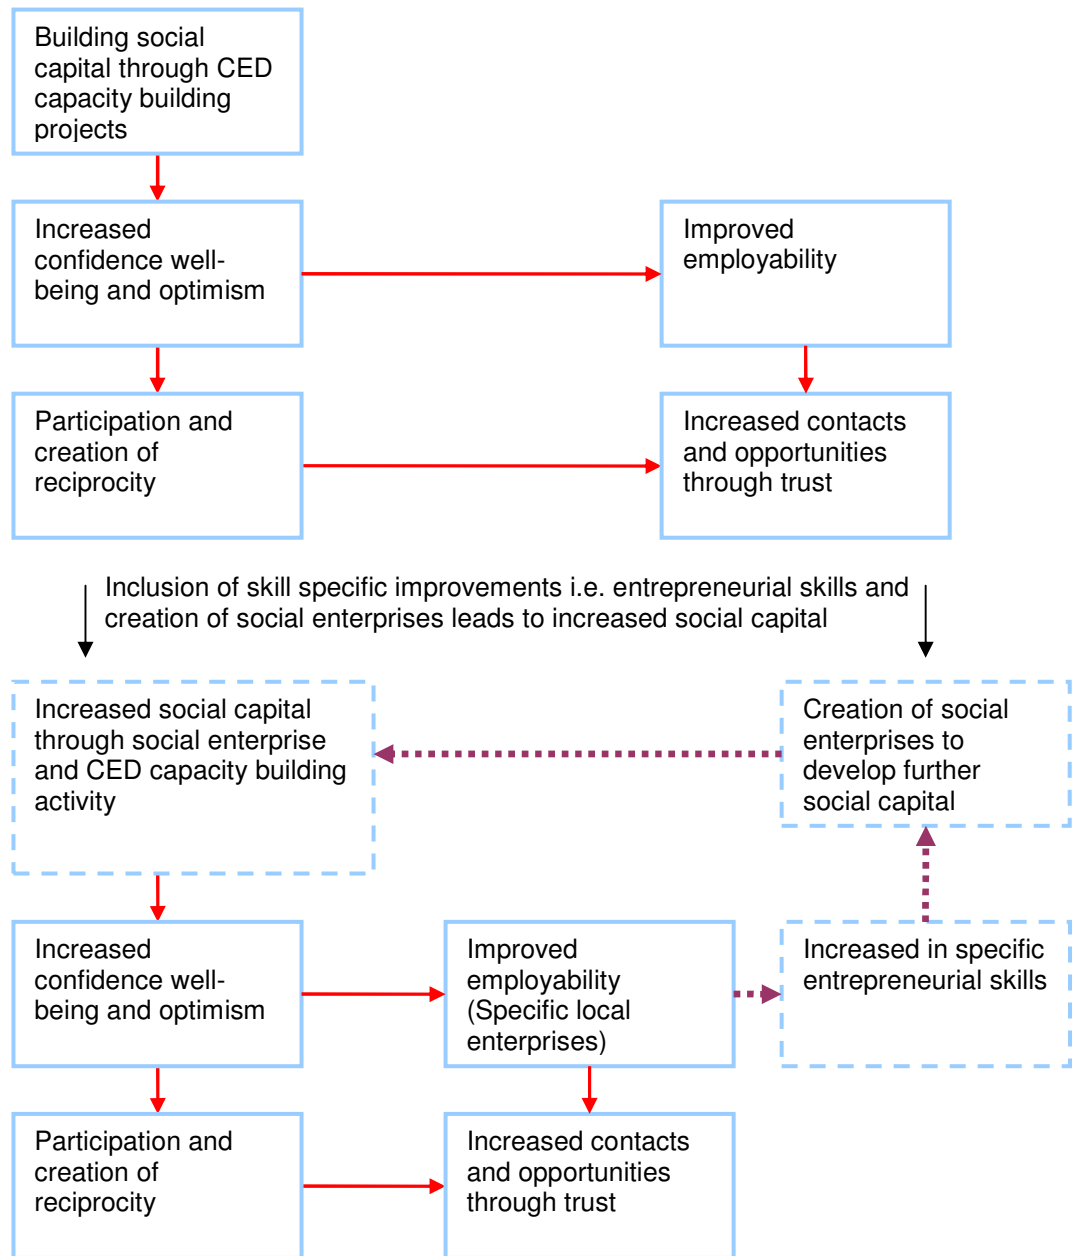 Building social
capital through CED
capacity building
projects
Increased
confidence well-
being and optimism
Improved
employability
Participation and
creation of
reciprocity
Increased contacts
and opportunities
through trust
Inclusion of skill specific improvements i.e. entrepreneurial skills and
creation of social enterprises leads to increased social capital
Increased social capital
through social enterprise
and CED capacity building
activity
Creation of social
enterprises to
develop further
social capital
Increased
confidence well-
being and optimism
Improved
employability
(Specific local
enterprises)
Increased in specific
entrepreneurial skills
Participation and
creation of
reciprocity
Increased contacts
and opportunities
through trust